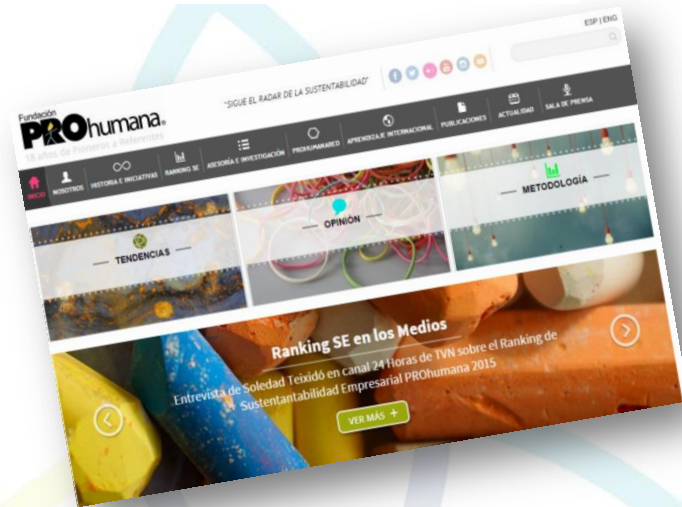 ESP | ENG
Fundación
PROhumana®
18 años de Pioneros a Referentes
"SIGUE EL RADAR DE LA SUSTENTABILIDAD"
INICIO
NOSOTROS
HISTORIA E INICIATIVAS
RANKING SE
ASESORÍA E INVESTIGACIÓN
PROHUMANARED
APRENDIZAJE INTERNACIONAL
PUBLICACIONES
ACTUALIDAD
SALA DE PRENSA
TENDENCIAS
OPINIÓN
METODOLOGÍA
Ranking SE en los Medios
Entrevista de Soledad Teixidó en canal 24 Horas de TVN sobre el Ranking de
Sustentantabilidad Empresarial PROhumana 2015
VER MÁS +